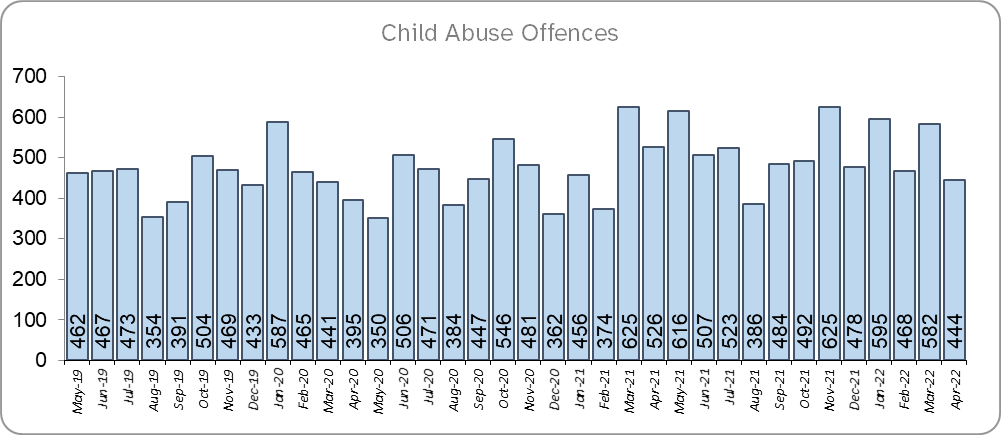 Child Abuse Offences
700
600
500
400
300
200
100
0
462 467 473 354 391 504 469 433 587 465 441 395 350 506 471 384 447 546 481 362 456 374 625 526 616 507 523 386 484 492 625 478 595 468 582 444
May-19 Jun-19 Jul-19 Aug-19 Sep-19 Oct-19 Nov-19 Dec-19 Jan-20 Feb-20 Mar-20 Apr-20 May-20 Jun-20 Jul-20 Aug-20 Sep-20 Oct-20 Nov-20 Dec-20 Jan-21 Feb-21 Mar-21 Apr-21 May-21 Jun-21 Jul-21 Aug-21 Sep-21 Oct-21 Nov-21 Dec-21 Jan-22 Feb-22 Mar-22 Apr-22